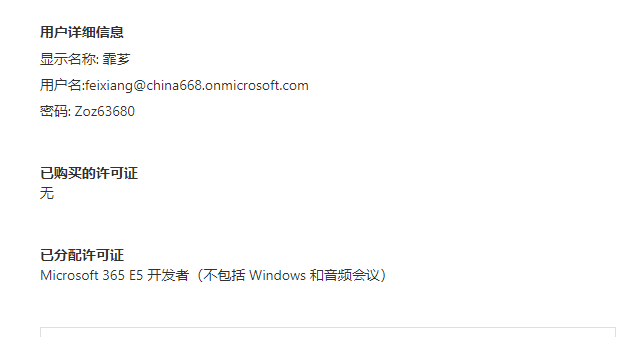 用户详细信息
显示名称: 霏芗
用户名:feixiang@china668.onmicrosoft.com
密码: Zoz63680
已购买的许可证
无
已分配许可证
Microsoft 365 E5 开发者（不包括 Windows 和音频会议）